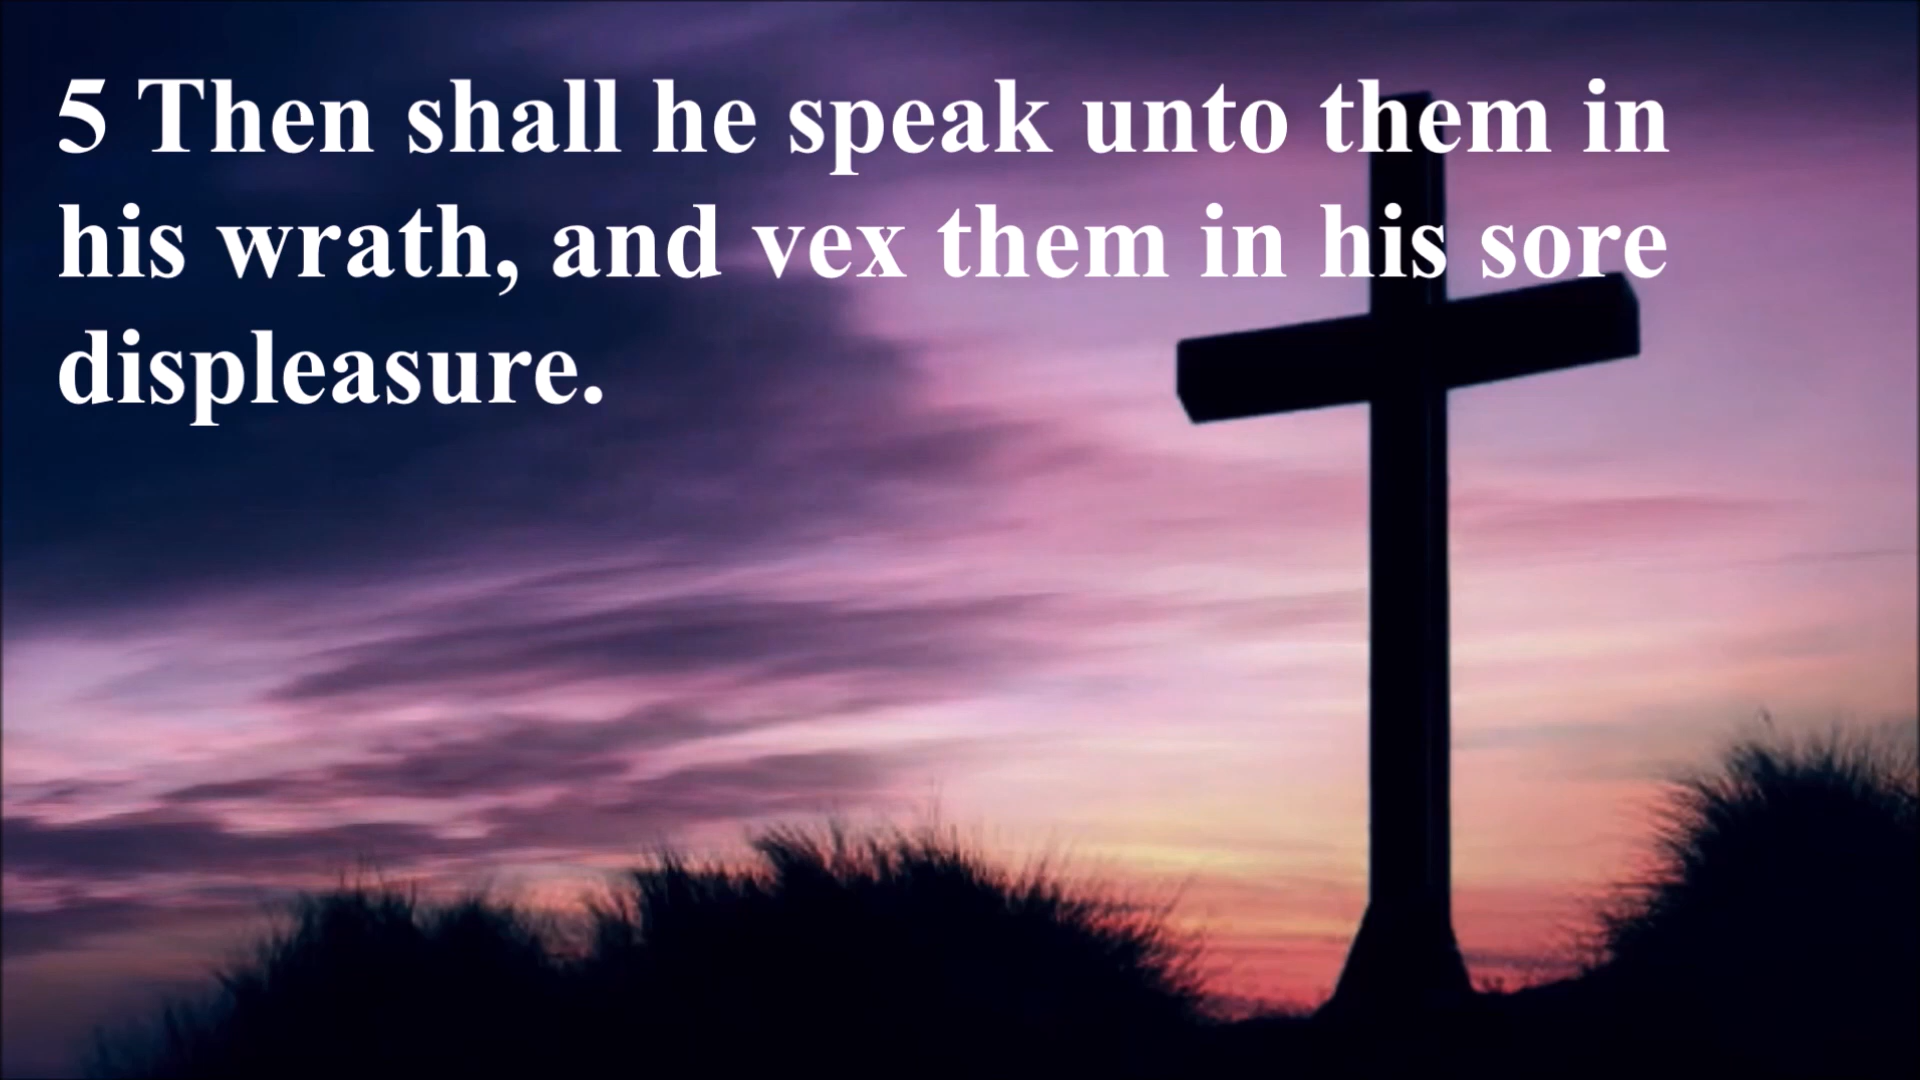 5 Then shall he speak unto them in
his wrath, and vex them in his sore
displeasure.